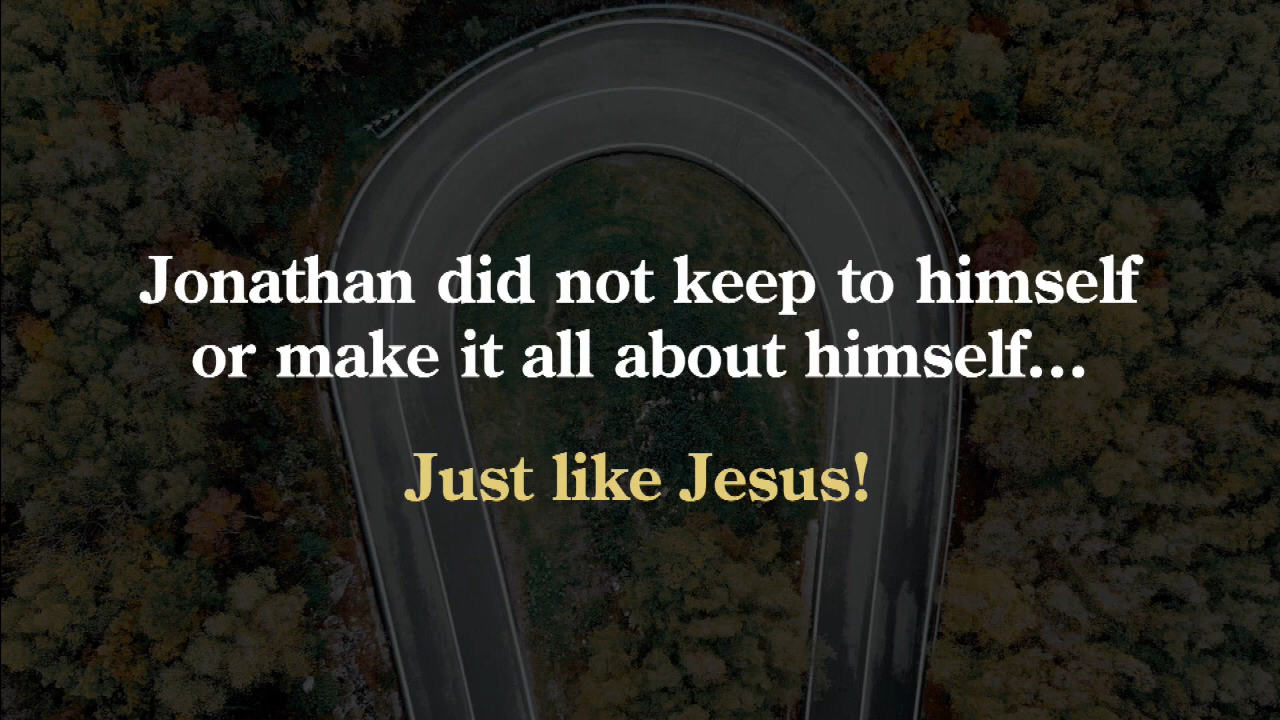 Jonathan did not keep to himself
or make it all about himself...
Just like Jesus!